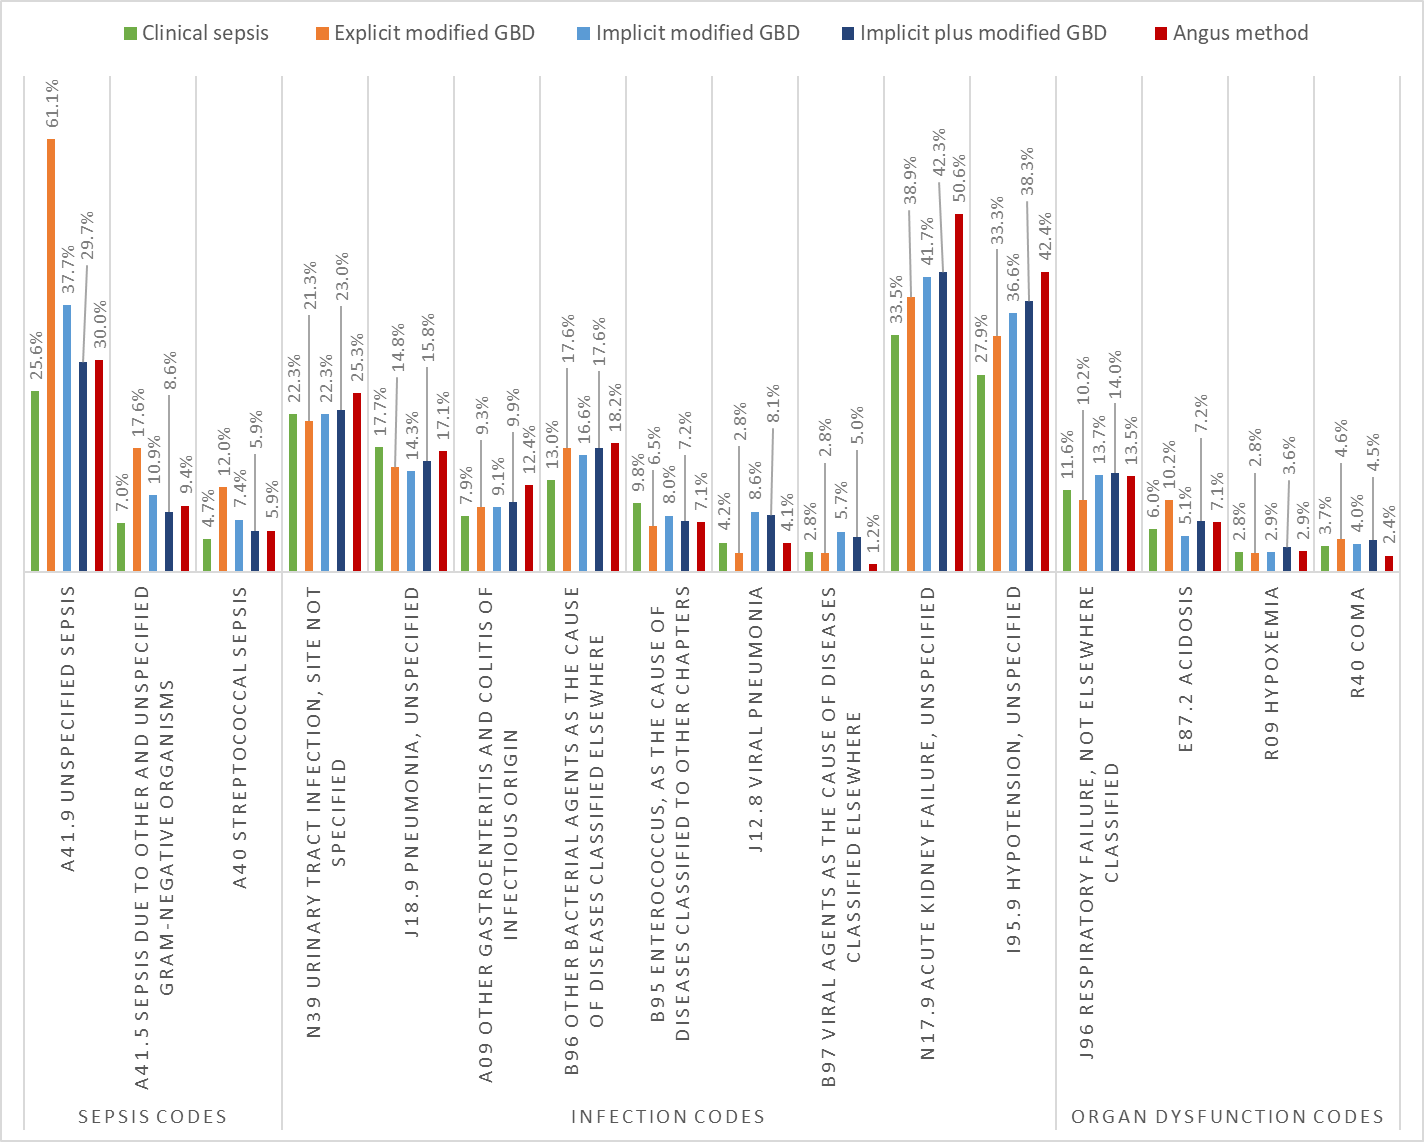 Clinical sepsis
Explicit modified GBD
Implicit modified GBD
Implicit plus modified GBD
Angus method
25.6%
61.1%
37.7%
29.7%
30.0%
7.0%
17.6%
10.9%
8.6%
9.4%
4.7%
12.0%
7.4%
5.9%
5.9%
22.3%
21.3%
22.3%
23.0%
25.3%
17.7%
14.8%
14.3%
15.8%
17.1%
7.9%
9.3%
9.1%
9.9%
12.4%
13.0%
17.6%
16.6%
17.6%
18.2%
9.8%
6.5%
8.0%
7.2%
7.1%
4.2%
2.8%
8.6%
8.1%
4.1%
2.8%
2.8%
5.7%
5.0%
1.2%
33.5%
38.9%
41.7%
42.3%
50.6%
27.9%
33.3%
36.6%
38.3%
42.4%
11.6%
10.2%
13.7%
14.0%
13.5%
6.0%
10.2%
5.1%
7.2%
7.1%
2.8%
2.8%
2.9%
3.6%
2.9%
3.7%
4.6%
4.0%
4.5%
2.4%
A41.9 UNSPECIFIED SEPSIS
A41.5 SEPSIS DUE TO OTHER AND UNSPECIFIED
GRAM-NEGATIVE ORGANISMS
A40 STREPTOCOCCAL SEPSIS
N39 URINARY TRACT INFECTION, SITE NOT
SPECIFIED
J18.9 PNEUMONIA, UNSPECIFIED
A09 OTHER GASTROENTERITIS AND COLITIS OF
INFECTIOUS ORIGIN
B96 OTHER BACTERIAL AGENTS AS THE CAUSE
OF DISEASES CLASSIFIED ELSEWHERE
B95 ENTEROCOCCUS, AS THE CAUSE OF
DISEASES CLASSIFIED TO OTHER CHAPTERS
J12.8 VIRAL PNEUMONIA
B97 VIRAL AGENTS AS THE CAUSE OF DISEASES
CLASSIFIED ELSEWHERE
N17.9 ACUTE KIDNEY FAILURE, UNSPECIFIED
I95.9 HYPOTENSION, UNSPECIFIED
J96 RESPIRATORY FAILURE, NOT ELSEWHERE
CLASSIFIED
E87.2 ACIDOSIS
R09 HYPOXEMIA
R40 COMA
SEPSIS CODES
INFECTION CODES
ORGAN DYSFUNCTION CODES